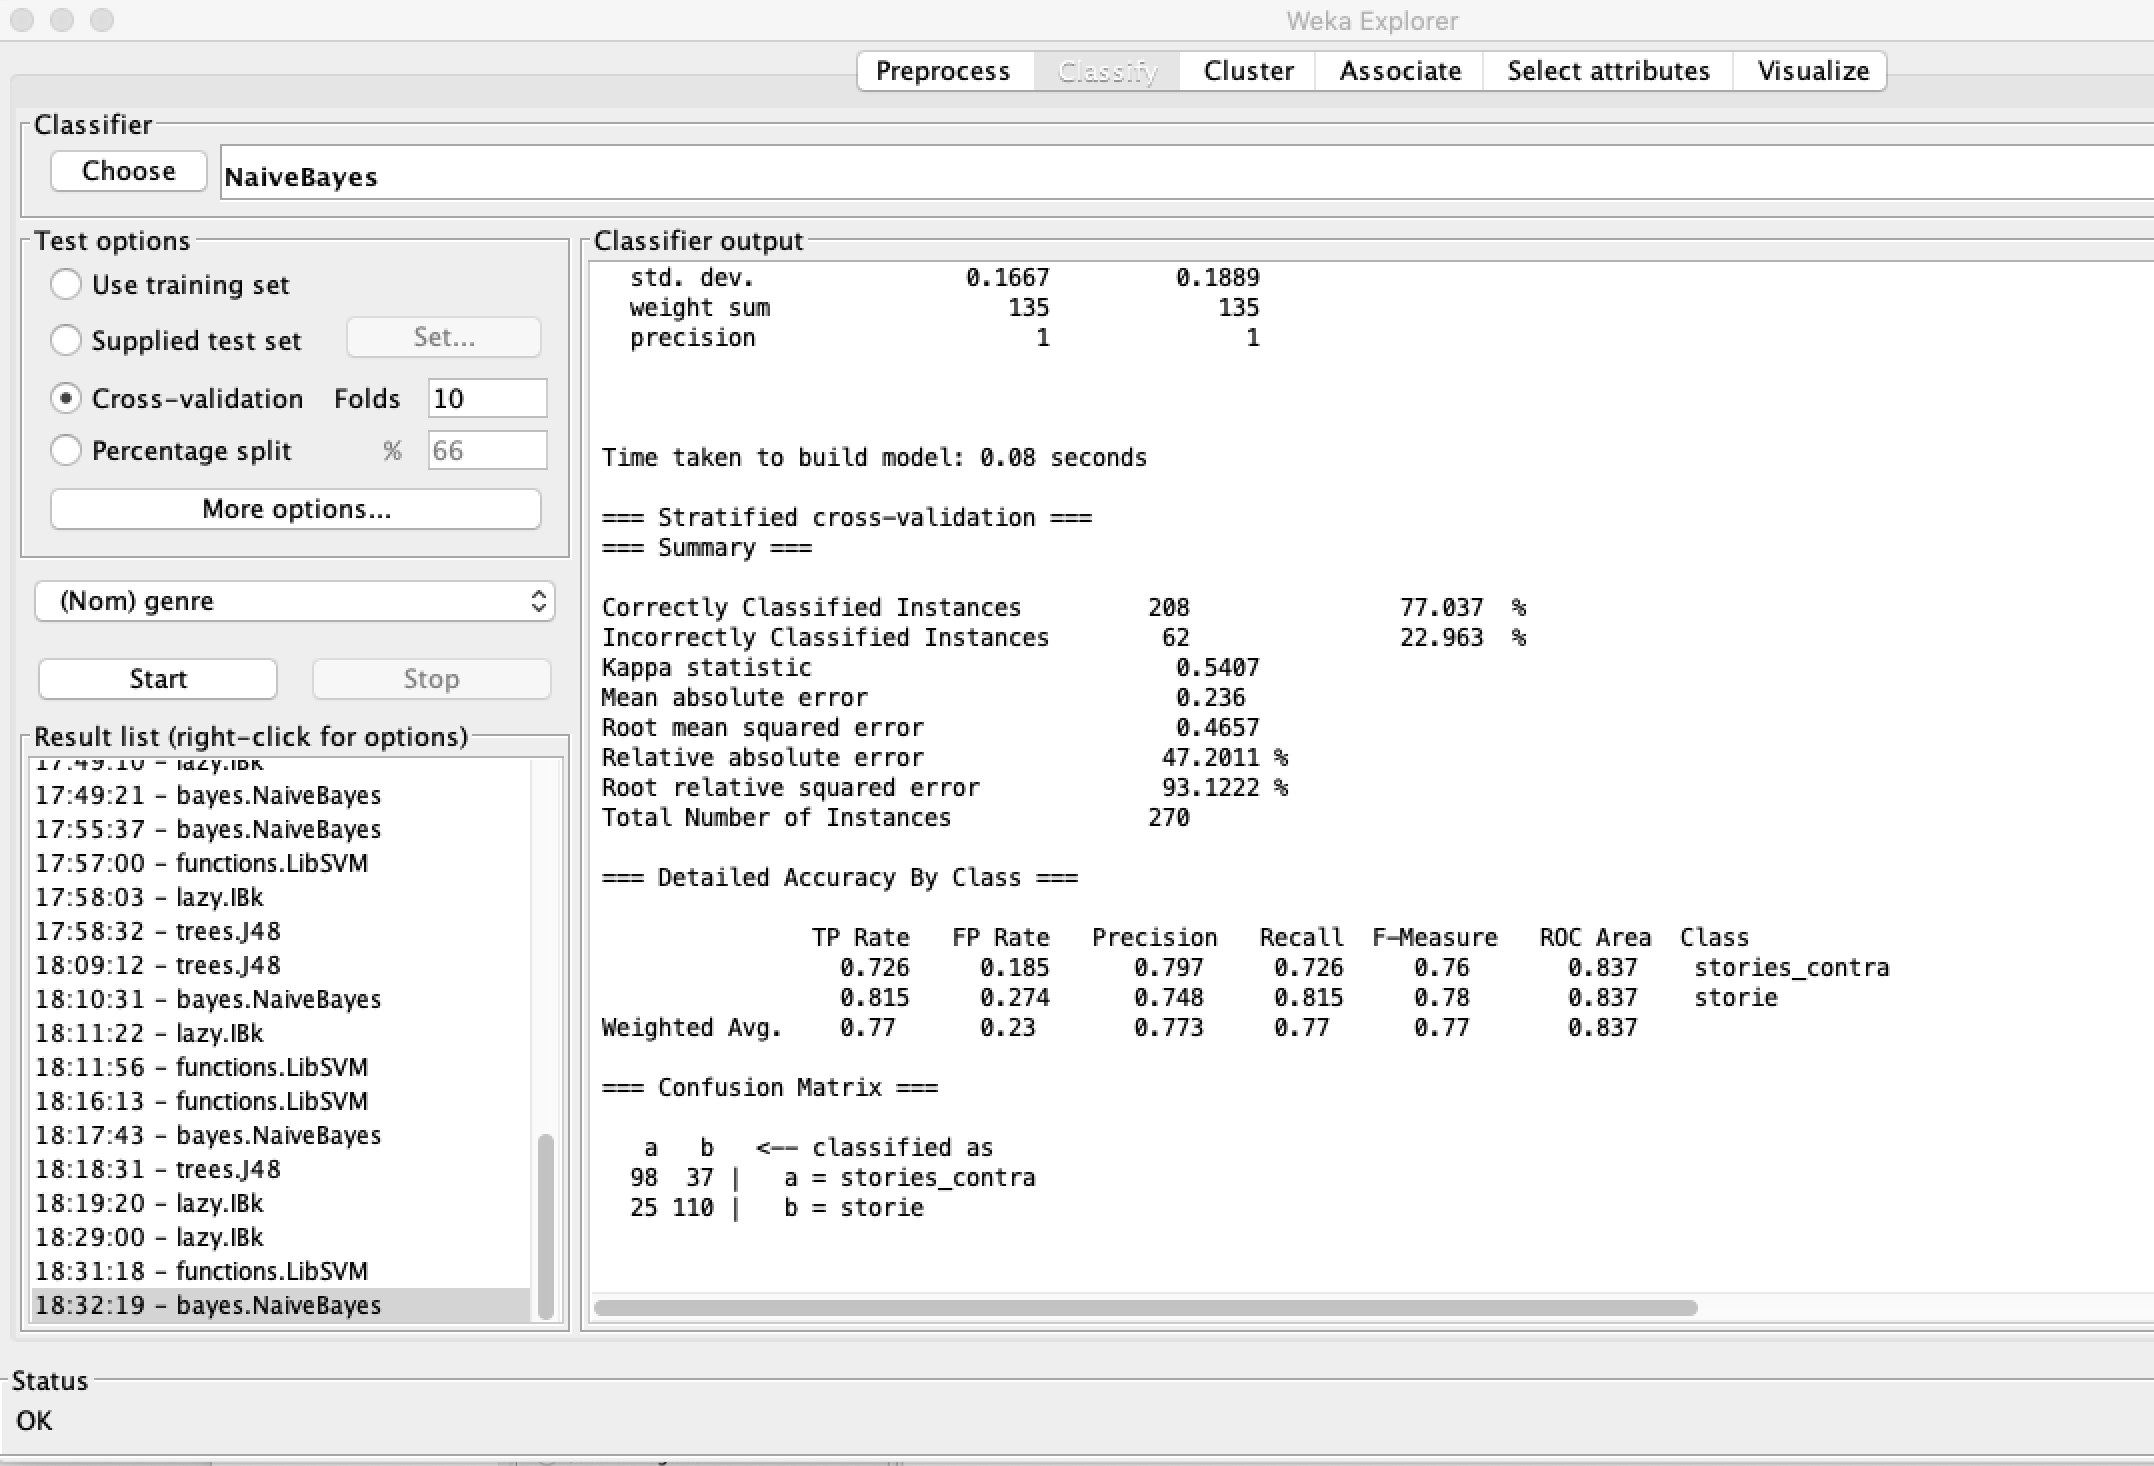 Weka Explorer
Preprocess Classify Cluster Associate Select attributes Visualize
Classifier
Choose NaiveBayes
Test options
Use training set
Supplied test set Set...
Cross-validation Folds 10
Percentage split % 66
More options...
(Nom) genre
Start Stop
Result list (right-click for options)
17:49:10 - lazy.IBk
17:49:21 - bayes.NaiveBayes
17:55:37 - bayes.NaiveBayes
17:57:00 - functions.LibSVM
17:58:03 - lazy.IBk
17:58:32 - trees.J48
18:09:12 - trees.J48
18:10:31 - bayes.NaiveBayes
18:11:22 - lazy.IBk
18:11:56 - functions.LibSVM
18:16:13 - functions.LibSVM
18:17:43 - bayes.NaiveBayes
18:18:31 - trees.J48
18:19:20 - lazy.IBk
18:29:00 - lazy.IBk
18:31:18 - functions.LibSVM
18:32:19 - bayes.NaiveBayes
Classifier output
std. dev. 0.1667 0.1889
weight sum 135 135
precision 1 1
Time taken to build model: 0.08 seconds
=== Stratified cross-validation ===
=== Summary ===
Correctly Classified Instances 208 77.037 %
Incorrectly Classified Instances 62 22.963 %
Kappa statistic 0.5407
Mean absolute error 0.236
Root mean squared error 0.4657
Relative absolute error 47.2011 %
Root relative squared error 93.1222 %
Total Number of Instances 270
=== Detailed Accuracy By Class ===
TP Rate FP Rate Precision Recall F-Measure ROC Area Class
0.726 0.185 0.797 0.726 0.76 0.837 stories_contra
0.815 0.274 0.748 0.815 0.78 0.837 storie
Weighted Avg. 0.77 0.23 0.773 0.77 0.77 0.837
=== Confusion Matrix ===
a b <-- classified as
98 37 | a = stories_contra
25 110 | b = storie
Status
OK